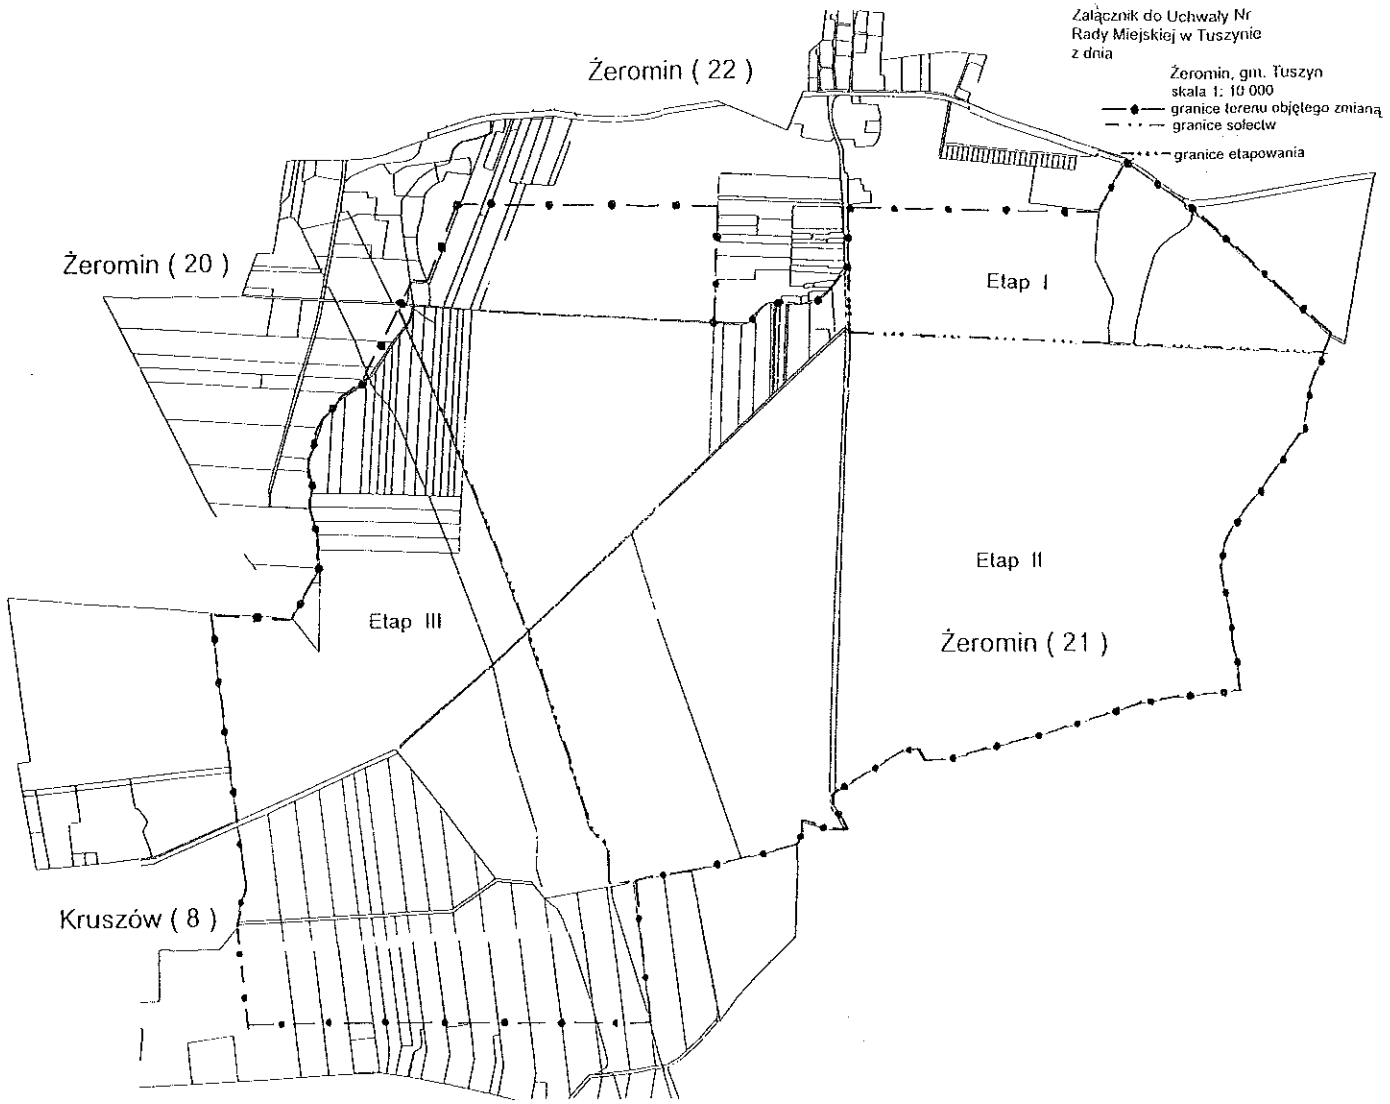 Załącznik do Uchwały Nr
Rady Miejskiej w Tuszynie
z dnia
Żeromin, gm. Tuszyn
skala 1: 10 000
granice terenu objętego zmianą
granice sołectw
granice etapowania
Żeromin ( 22 )
Żeromin ( 20 )
Etap I
Etap II
Etap III
Żeromin ( 21 )
Kruszów ( 8 )